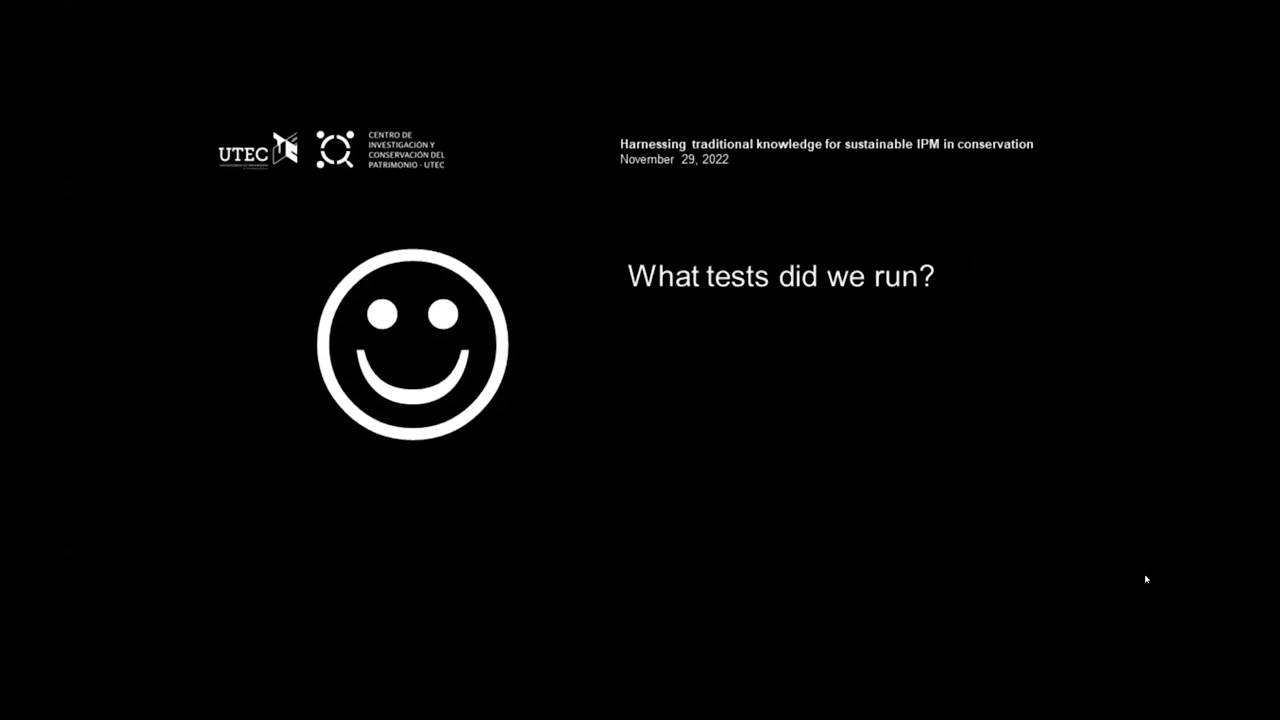 UTEC
CENTRO DE
INVESTIGACIÓN Y
CONSERVACIÓN DEL
PATRIMONIO - UTEC
Harnessing traditional knowledge for sustainable IPM in conservation
November 29, 2022
What tests did we run?